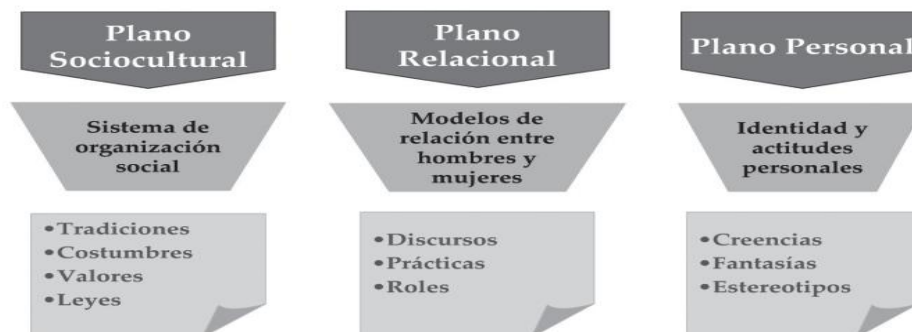 Plano
Sociocultural
Sistema de
organización
social
•Tradiciones
•Costumbres
•Valores
•Leyes
Plano
Relacional
Modelos de
relación entre
hombres y
mujeres
•Discursos
•Prácticas
•Roles
Plano Personal
Identidad y
actitudes
personales
•Creencias
•Fantasías
•Estereotipos